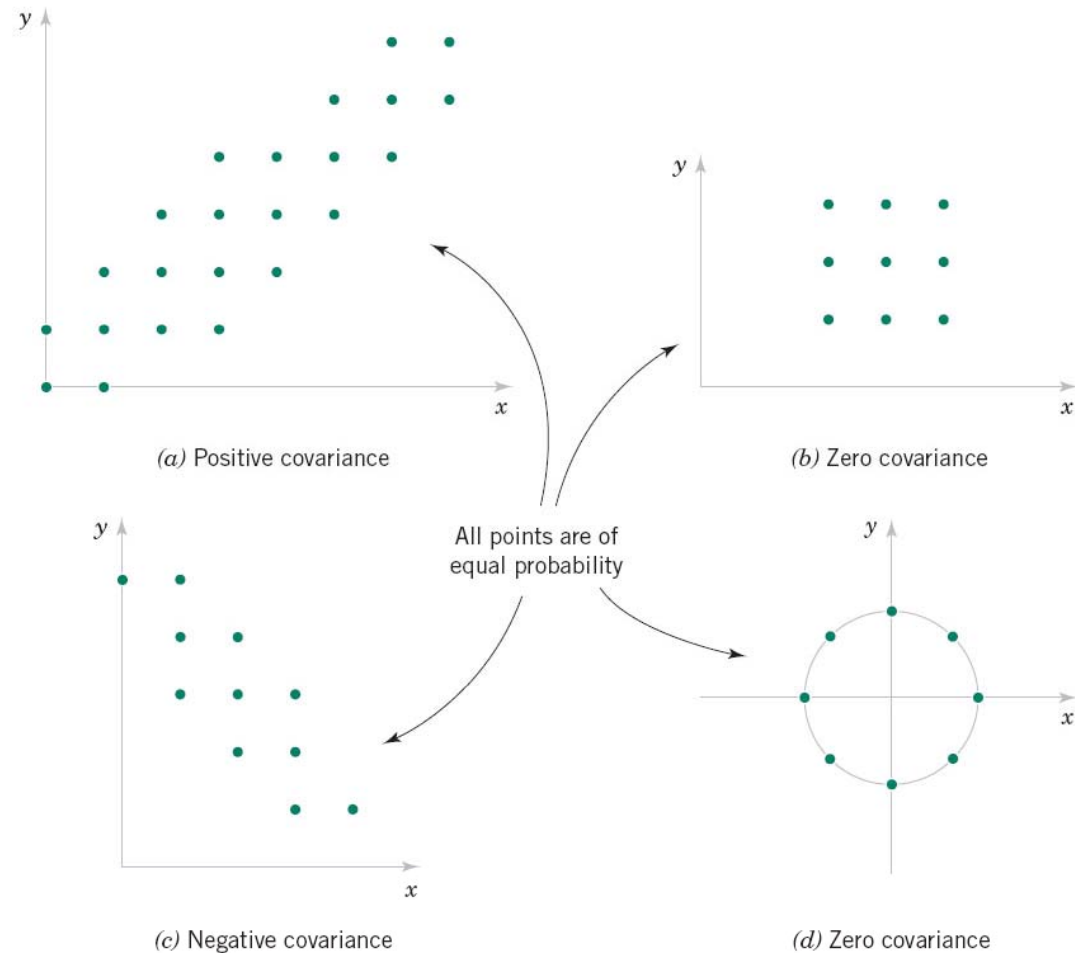 y
x
(a) Positive covariance
y
x
(b) Zero covariance
All points are of
equal probability
y
x
(c) Negative covariance
y
x
(d) Zero covariance